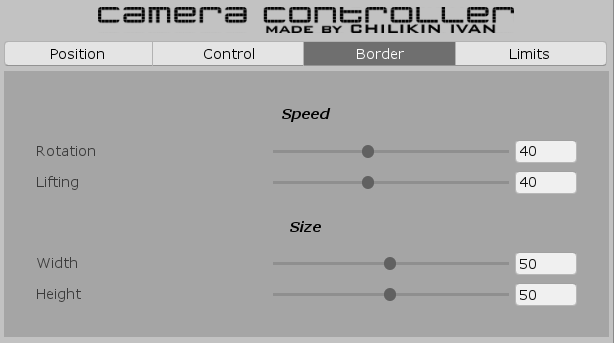 camera controller
MADE BY CHILIKIN IVAN
Position Control Border Limits
Speed
Rotation 40
Lifting 40
Size
Width 50
Height 50